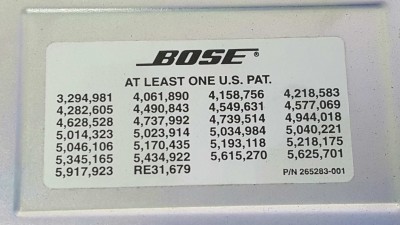 BOSE®
AT LEAST ONE U.S. PAT.
3,294,981 4,061,890 4,158,756 4,218,583
4,282,605 4,490,843 4,549,631 4,577,069
4,628,528 4,737,992 4,739,514 4,944,018
5,014,323 5,023,914 5,034,984 5,040,221
5,046,106 5,170,435 5,193,118 5,218,175
5,345,165 5,434,922 5,615,270 5,625,701
5,917,923 RE31,679 P/N 265283-001